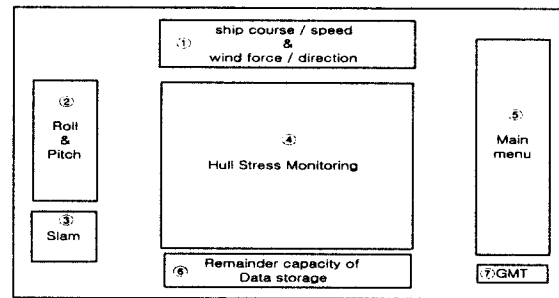 ① ship course / speed
&
wind force / direction
②
Roll
&
Pitch
③
Slam
④
Hull Stress Monitoring
⑤
Main
menu
⑥ Remainder capacity of
Data storage
⑦GMT